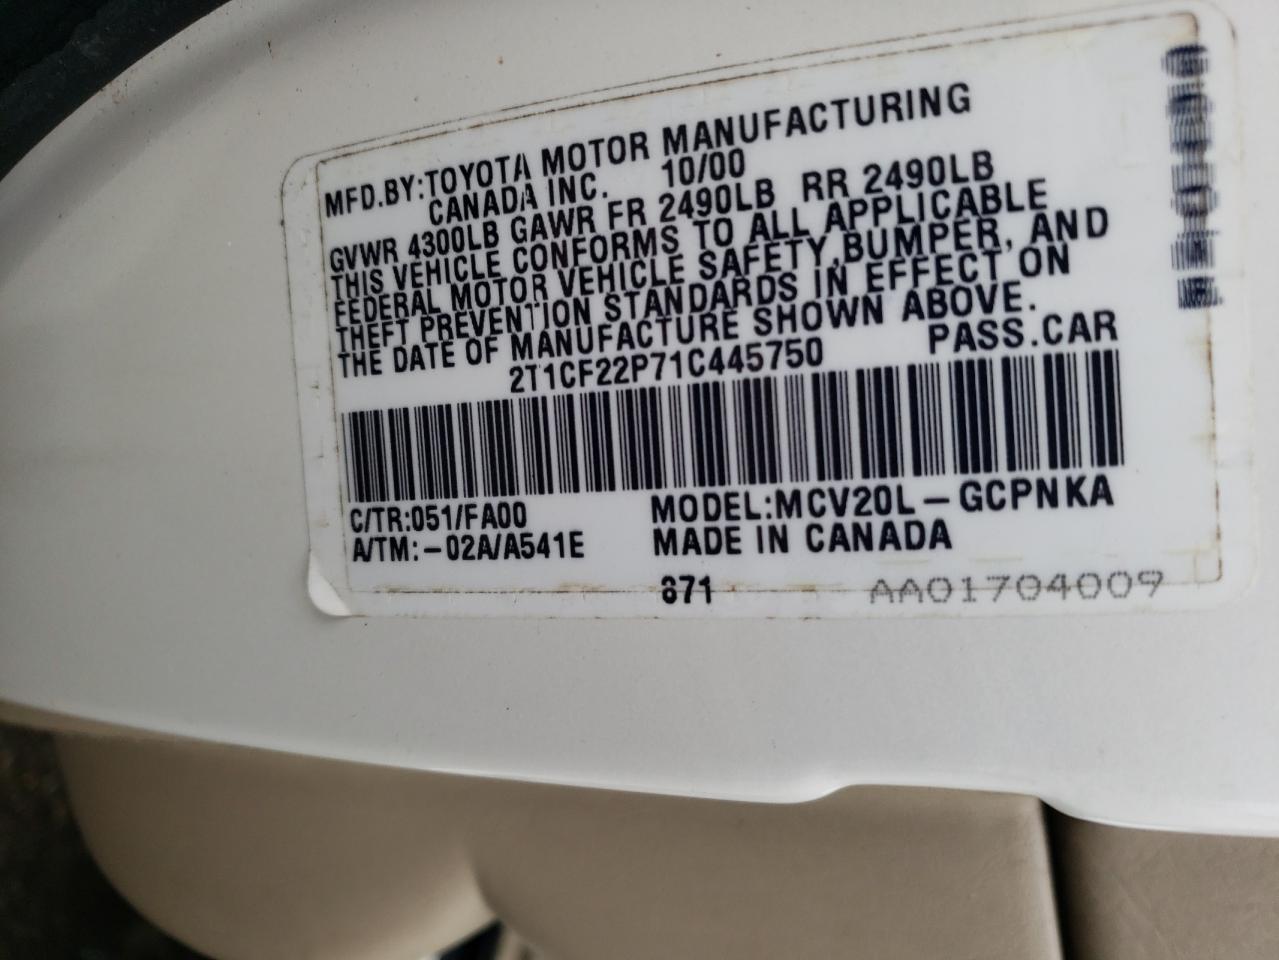 MFD.BY:TOYOTA MOTOR MANUFACTURING
CANADA INC. 10/00
GVWR 4300LB GAWR FR 2490LB RR 2490LB
THIS VEHICLE CONFORMS TO ALL APPLICABLE
FEDERAL MOTOR VEHICLE SAFETY,BUMPER, AND
THEFT PREVENTION STANDARDS IN EFFECT ON
THE DATE OF MANUFACTURE SHOWN ABOVE.
2T1CF22P71C445750 PASS.CAR
C/TR:051/FA00 MODEL:MCV20L-GCPNKA
A/TM:-02A/A541E MADE IN CANADA
871 AA01704009